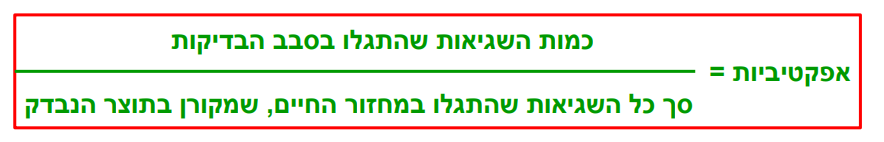 כמות השגיאות שהתגלו בסבב הבדיקות
אפקטיביות =
סך כל השגיאות שהתגלו במחזור החיים, שמקורן בתוצר הנבדק